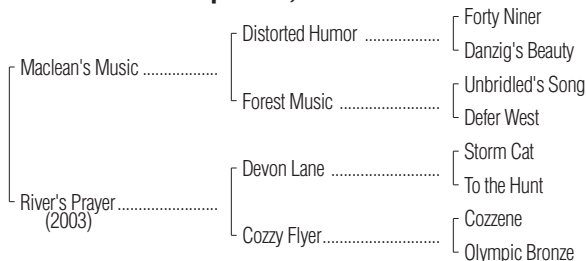 Forty Niner
Distorted Humor ..................
Danzig's Beauty
Maclean's Music ..................
Unbridled's Song
Forest Music ........................
Defer West
Storm Cat
Devon Lane ..........................
To the Hunt
River's Prayer ........................
(2003)
Cozzene
Cozzy Flyer............................
Olympic Bronze